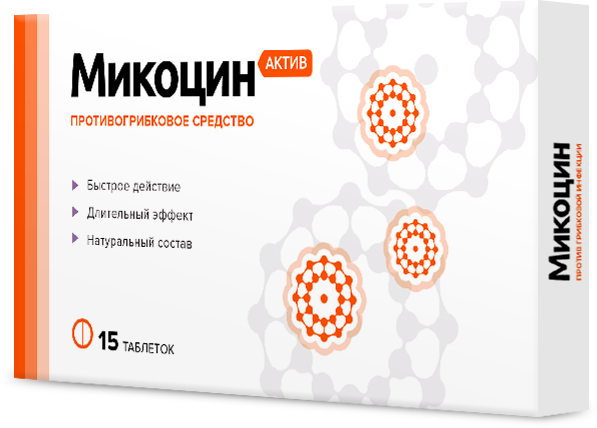 Микоцин АКТИВ
ПРОТИВОГРИБКОВОЕ СРЕДСТВО
Быстрое действие
Длительный эффект
Натуральный состав
15 ТАБЛЕТОК
Микоцин
ПРОТИВ ГРИБКОВОЙ ИНФЕКЦИИ